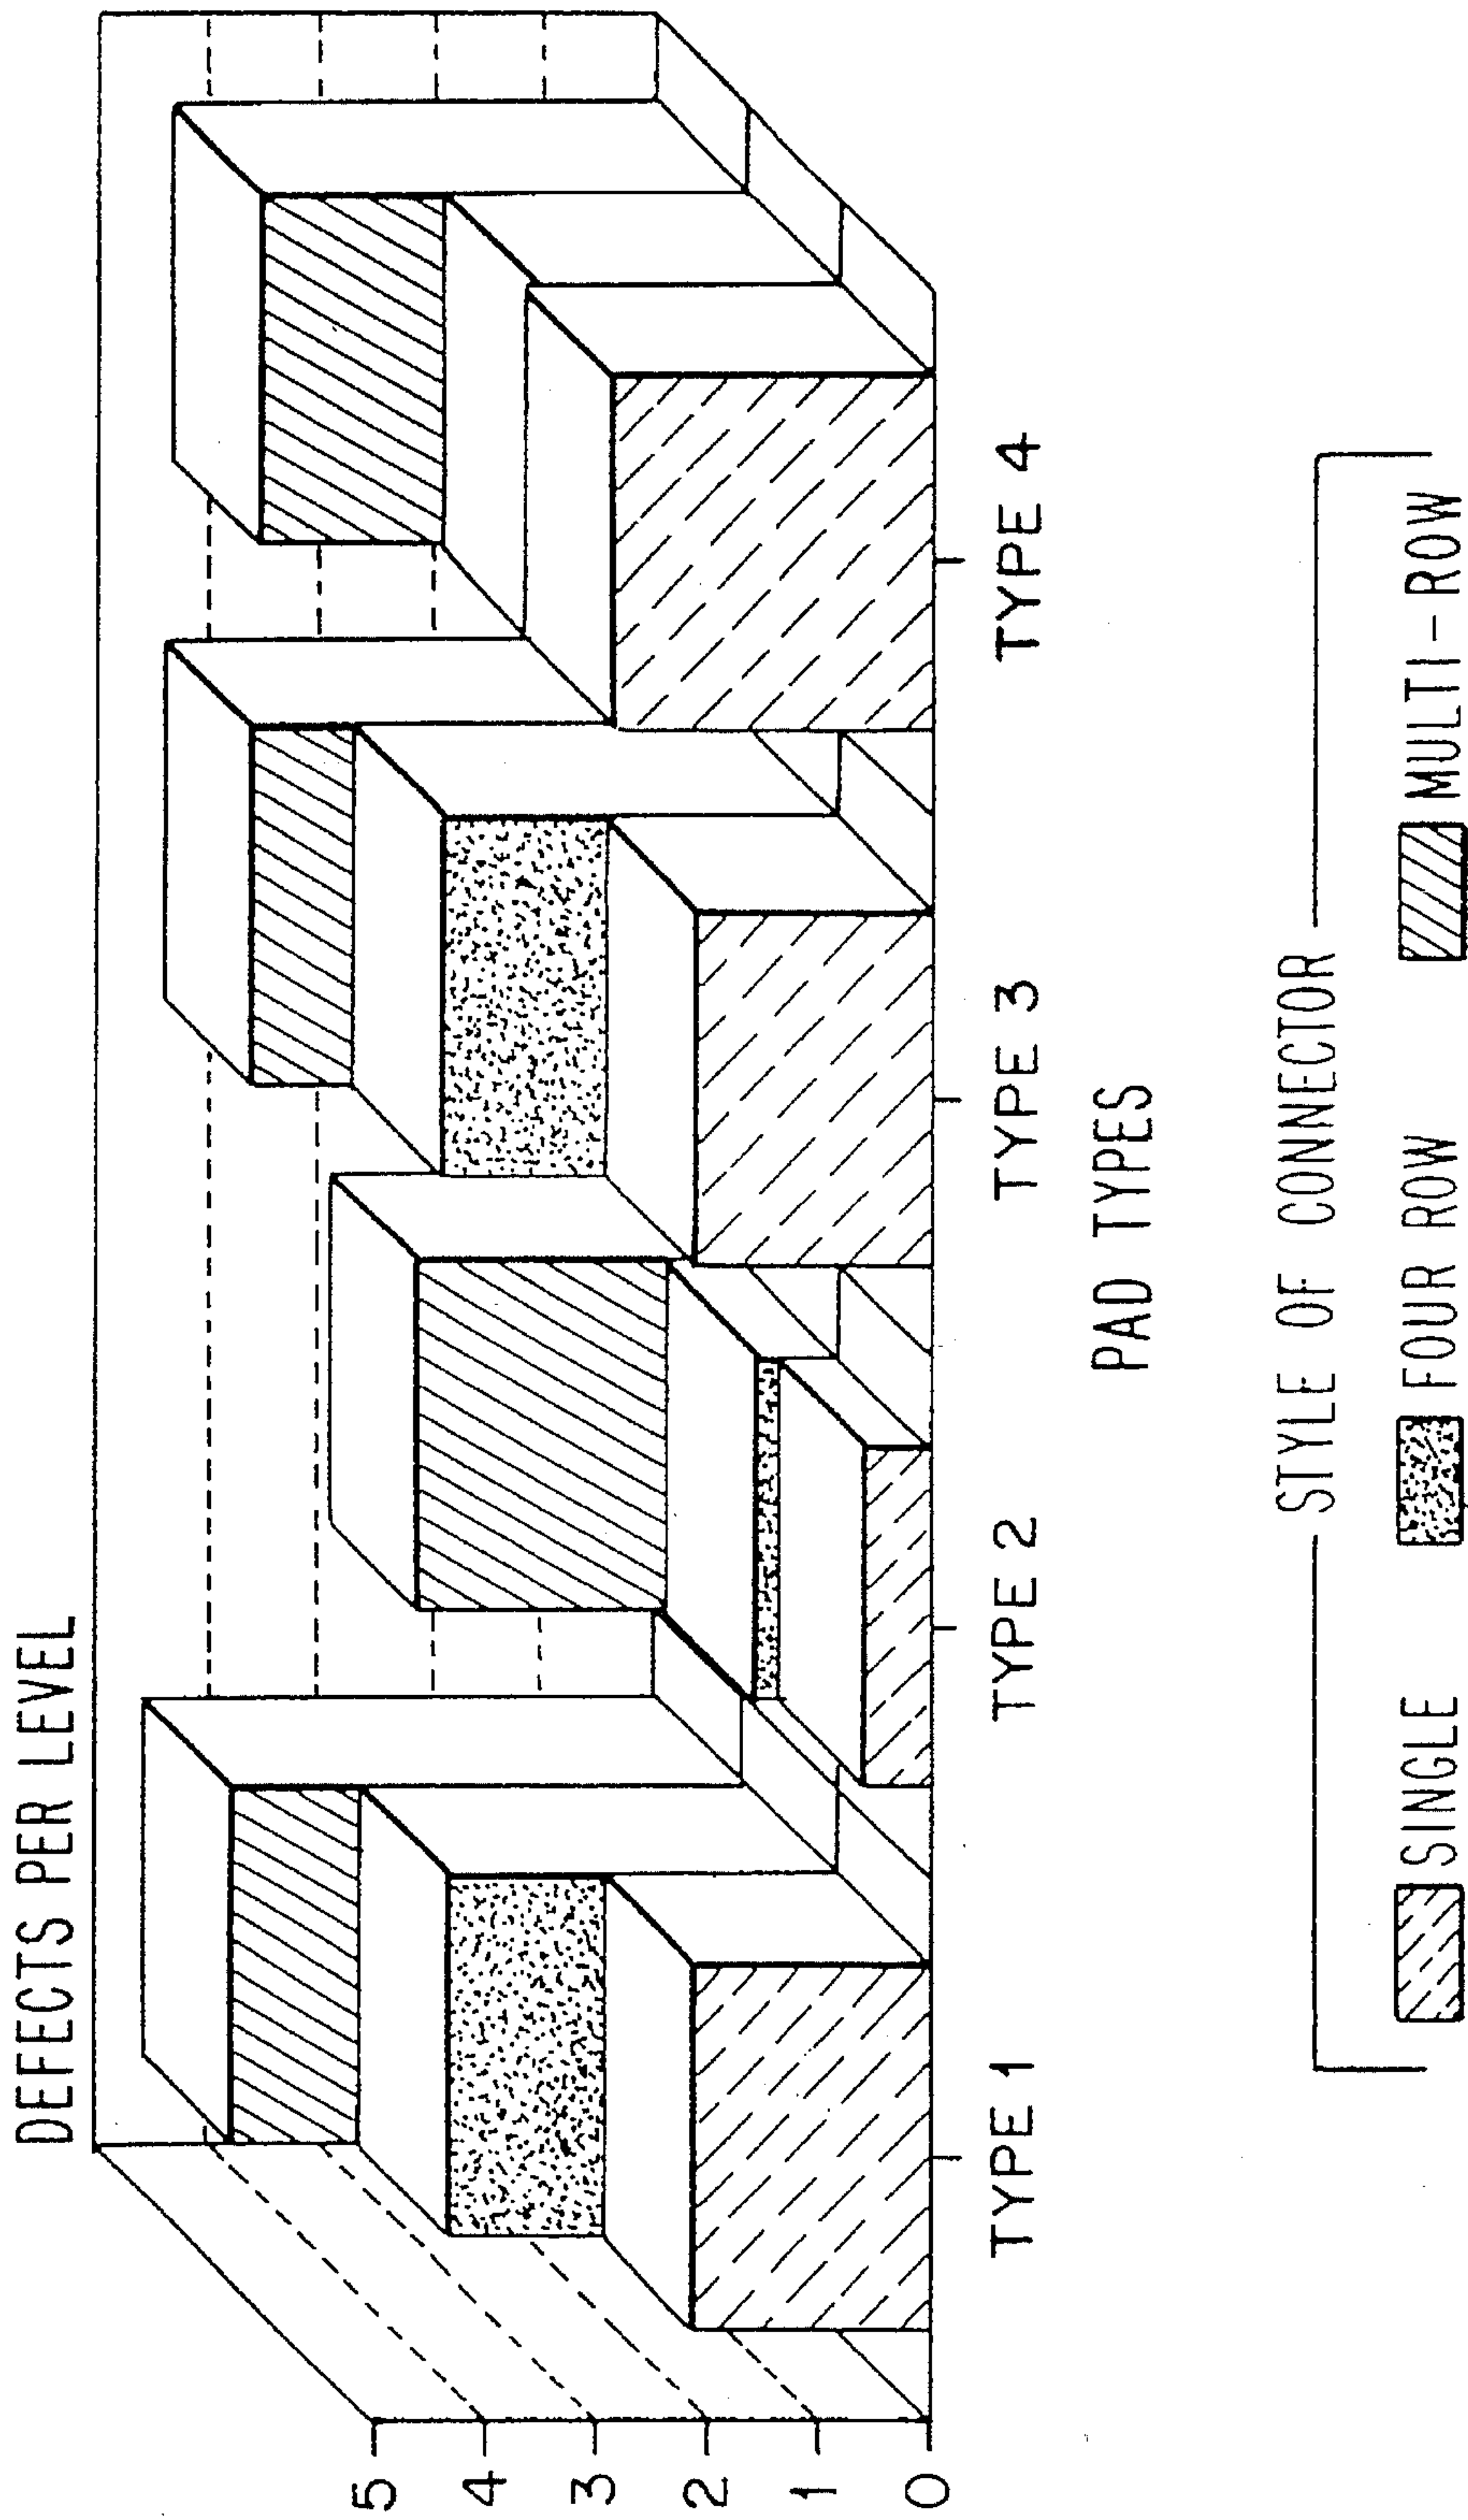 DEFECTS PER LEVEL
5
4
3
2
1
0
TYPE 1 TYPE 2 TYPE 3 TYPE 4
PAD TYPES
STYLE OF CONNECTOR
SINGLE FOUR ROW MULTI-ROW